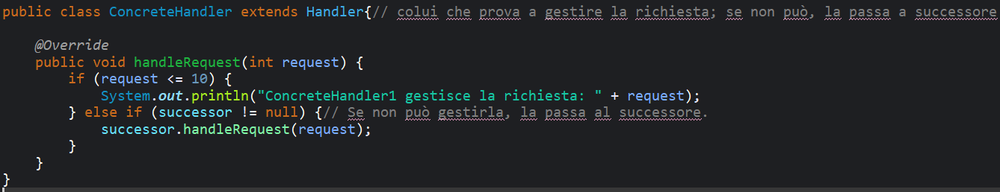 public class ConcreteHandler extends Handler{// colui che prova a gestire la richiesta; se non può, la passa a successore
@Override
public void handleRequest(int request) {
if (request <= 10) {
System.out.println("ConcreteHandler1 gestisce la richiesta: " + request);
} else if (successor != null) {// Se non può gestirla, la passa al successore.
successor.handleRequest(request);
}
}
}